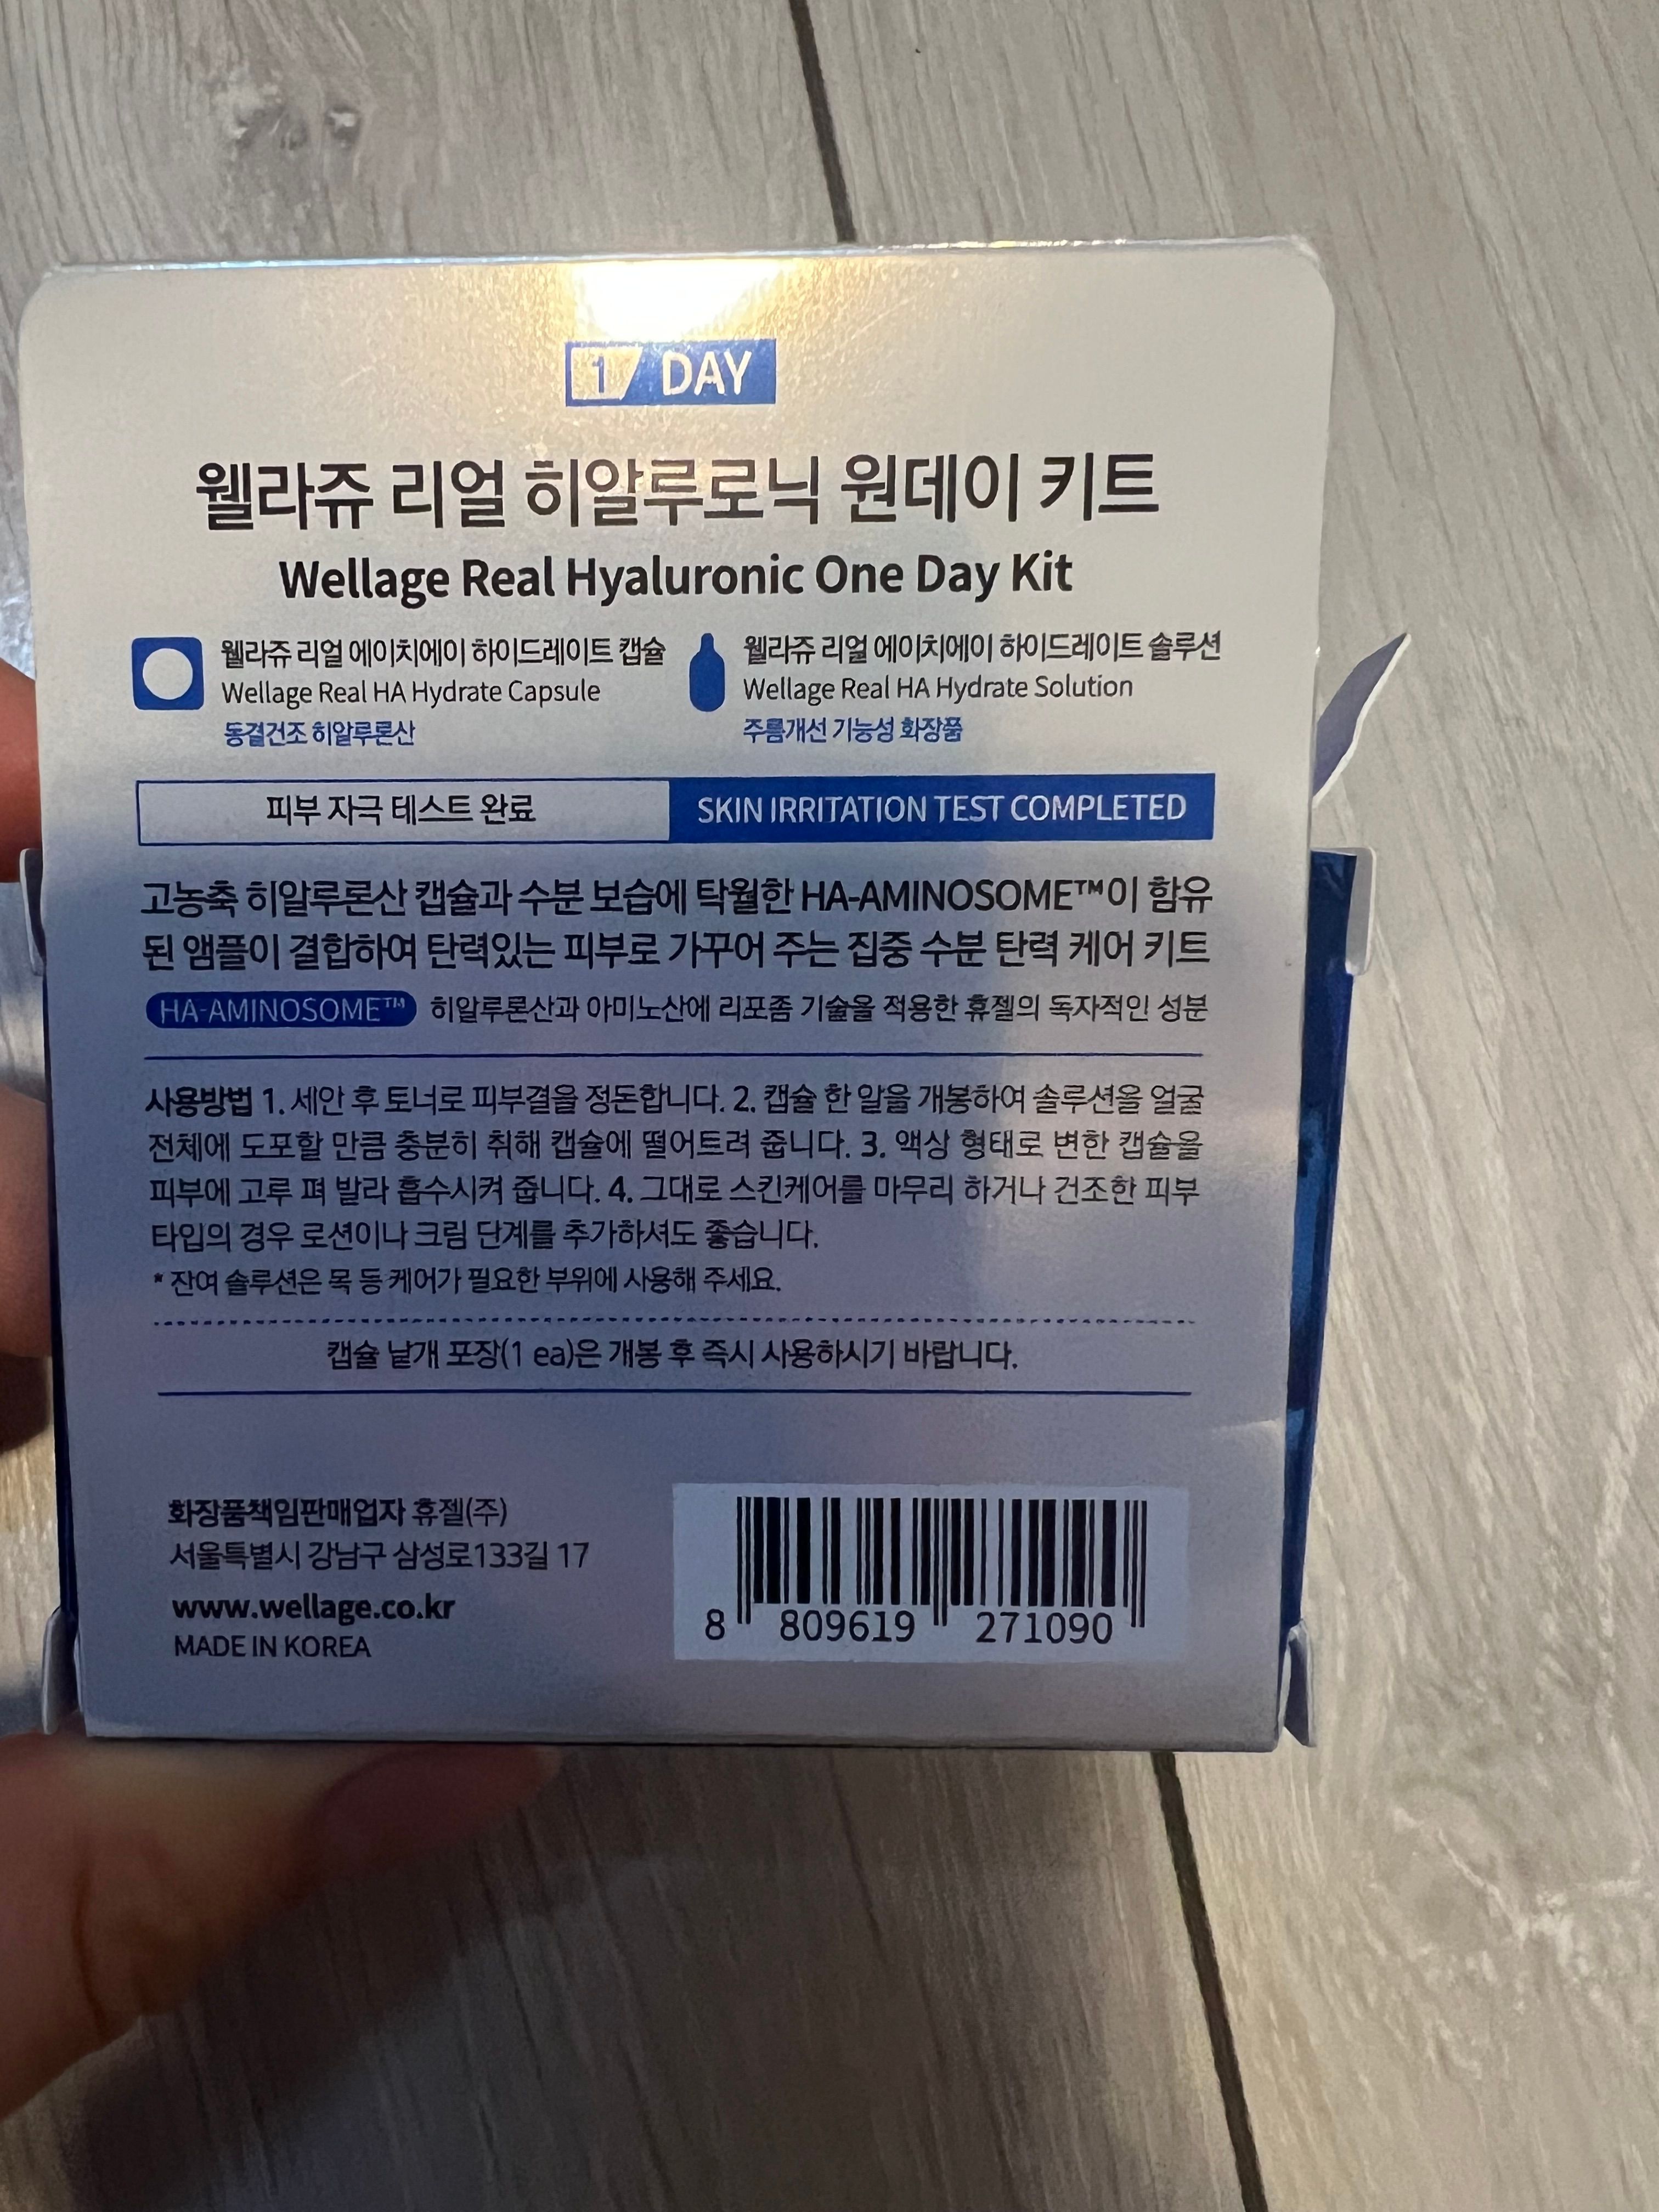 1 DAY
웰라쥬 리얼 히알루로닉 원데이 키트
Wellage Real Hyaluronic One Day Kit
웰라쥬 리얼 에이치에이 하이드레이트 캡슐
Wellage Real HA Hydrate Capsule
동결건조 히알루론산
웰라쥬 리얼 에이치에이 하이드레이트 솔루션
Wellage Real HA Hydrate Solution
주름개선 기능성 화장품
피부 자극 테스트 완료 SKIN IRRITATION TEST COMPLETED
고농축 히알루론산 캡슐과 수분 보습에 탁월한 HA-AMINOSOME™이 함유
된 앰플이 결합하여 탄력있는 피부로 가꾸어 주는 집중 수분 탄력 케어 키트
HA-AMINOSOME™ 히알루론산과 아미노산에 리포좀 기술을 적용한 휴젤의 독자적인 성분
사용방법 1. 세안 후 토너로 피부결을 정돈합니다. 2. 캡슐 한 알을 개봉하여 솔루션을 얼굴
전체에 도포할 만큼 충분히 취해 캡슐에 떨어트려 줍니다. 3. 액상 형태로 변한 캡슐을
피부에 고루 펴 발라 흡수시켜 줍니다. 4. 그대로 스킨케어를 마무리 하거나 건조한 피부
타입의 경우 로션이나 크림 단계를 추가하셔도 좋습니다.
* 잔여 솔루션은 목 등 케어가 필요한 부위에 사용해 주세요.
캡슐 낱개 포장(1 ea)은 개봉 후 즉시 사용하시기 바랍니다.
화장품책임판매업자 휴젤(주)
서울특별시 강남구 삼성로133길 17
www.wellage.co.kr
MADE IN KOREA
8 809619 271090